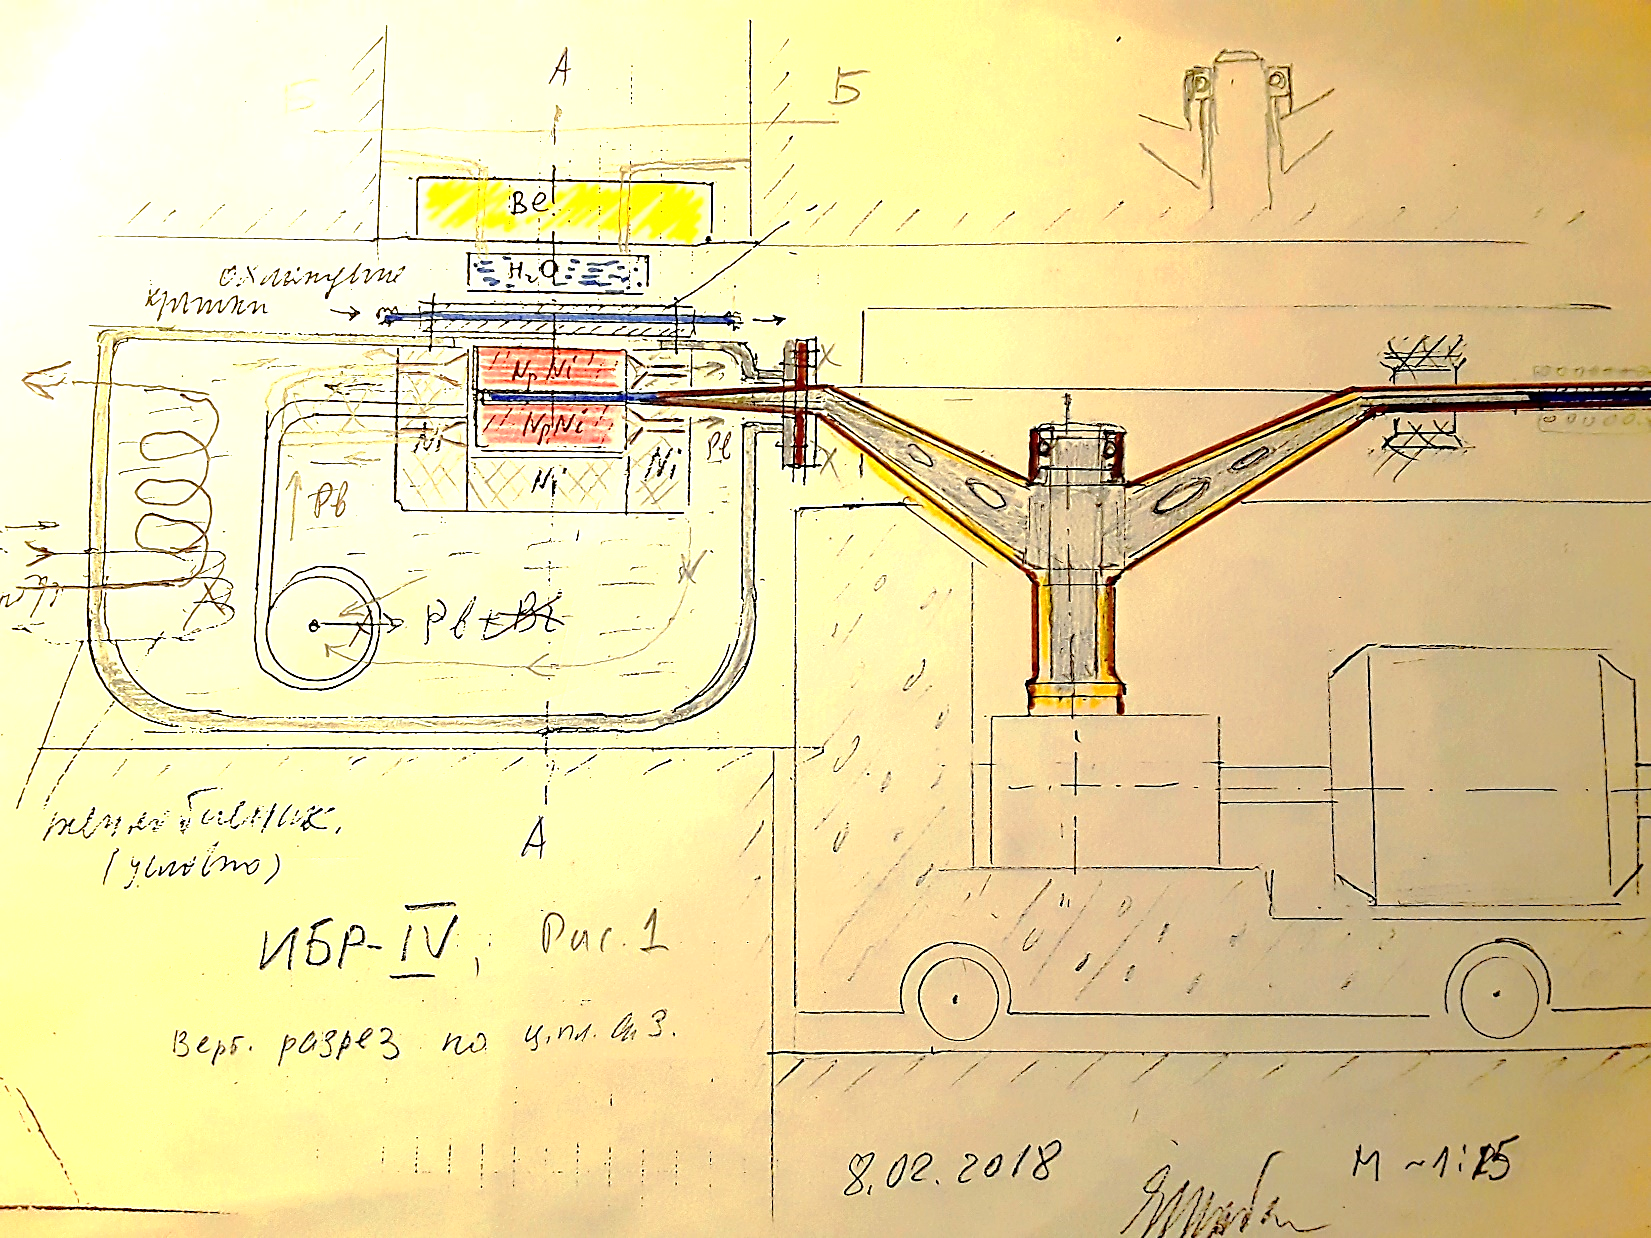 А
Б
Б
Be
H₂O
охлаждение
крышки
NpNi
NpNi
Ni
Ni
Ni
Pb
Pb
Pb+Bi
теплообменник.
(условно)
А
ИБР-IV; Рис. 1
Верт. разрез по ц.пл. а.з.
8.02.2018
М ~1:15